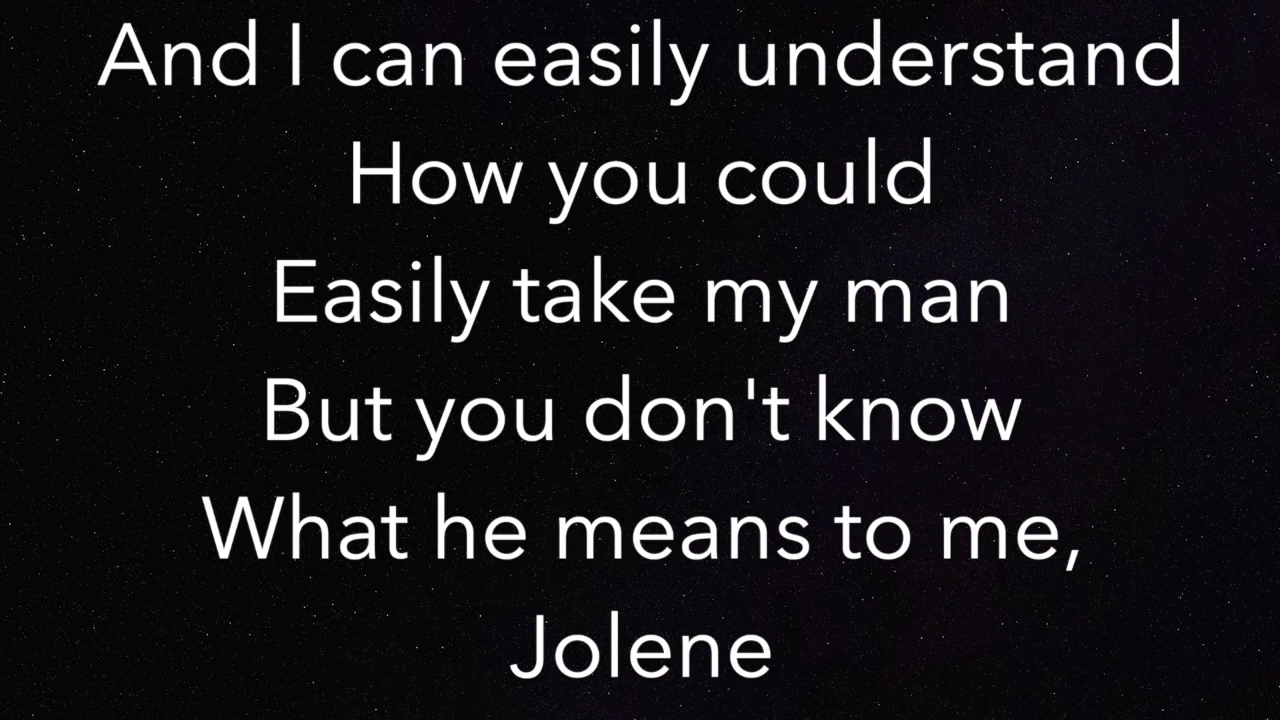 And I can easily understand
How you could
Easily take my man
But you don't know
What he means to me,
Jolene